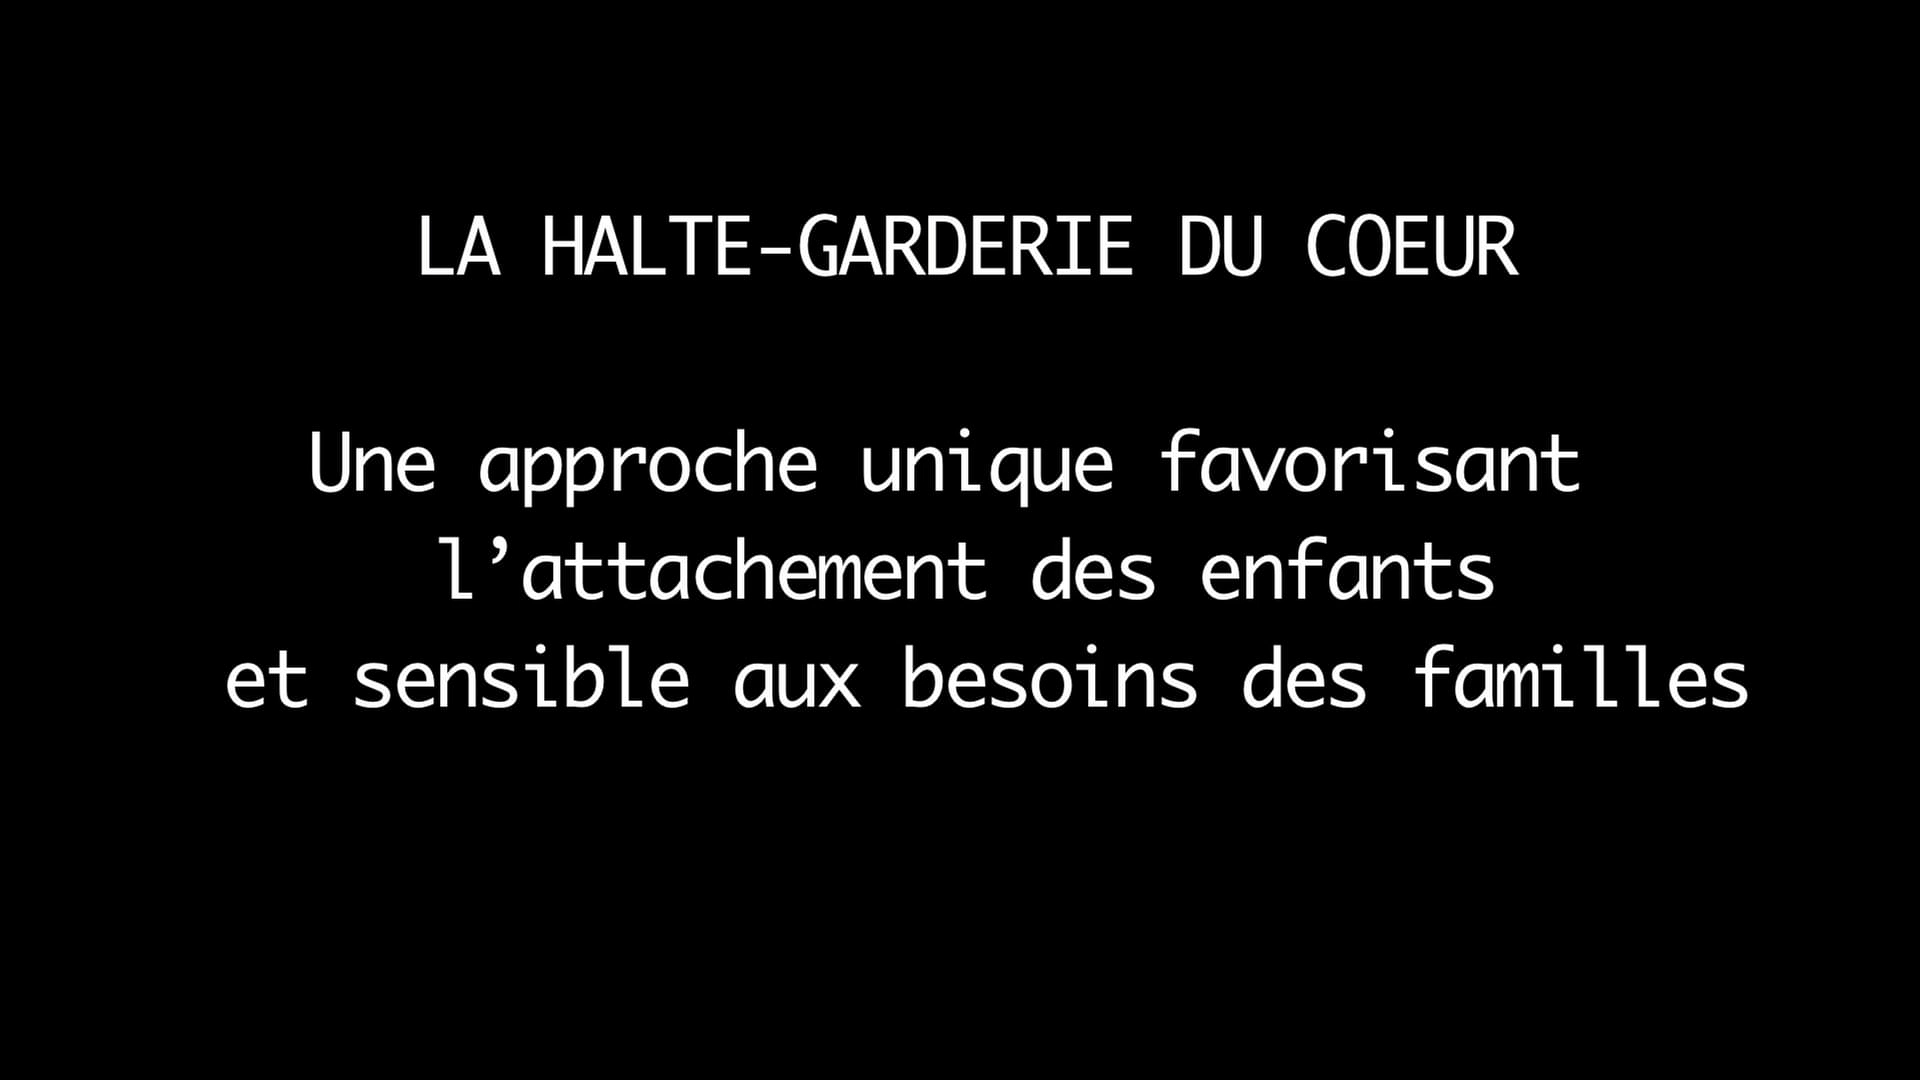 LA HALTE-GARDERIE DU COEUR
Une approche unique favorisant
l’attachement des enfants
et sensible aux besoins des familles